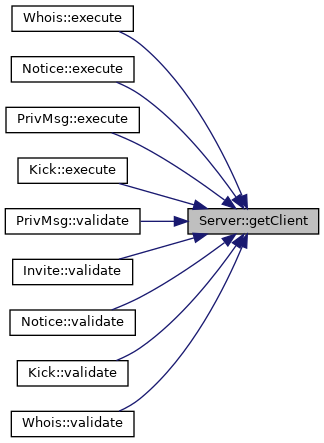 Whois::execute
Notice::execute
PrivMsg::execute
Kick::execute
PrivMsg::validate
Server::getClient
Invite::validate
Notice::validate
Kick::validate
Whois::validate